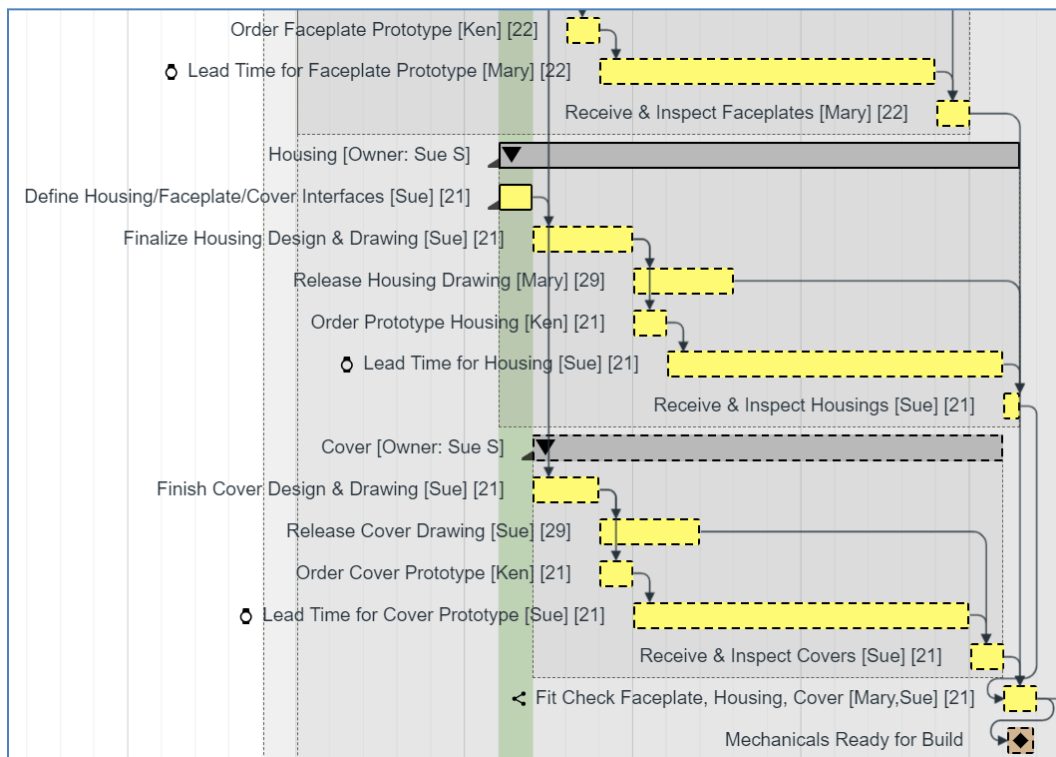 Order Faceplate Prototype [Ken] [22]
Lead Time for Faceplate Prototype [Mary] [22]
Receive & Inspect Faceplates [Mary] [22]
Housing [Owner: Sue S]
Define Housing/Faceplate/Cover Interfaces [Sue] [21]
Finalize Housing Design & Drawing [Sue] [21]
Release Housing Drawing [Mary] [29]
Order Prototype Housing [Ken] [21]
Lead Time for Housing [Sue] [21]
Receive & Inspect Housings [Sue] [21]
Cover [Owner: Sue S]
Finish Cover Design & Drawing [Sue] [21]
Release Cover Drawing [Sue] [29]
Order Cover Prototype [Ken] [21]
Lead Time for Cover Prototype [Sue] [21]
Receive & Inspect Covers [Sue] [21]
Fit Check Faceplate, Housing, Cover [Mary,Sue] [21]
Mechanicals Ready for Build